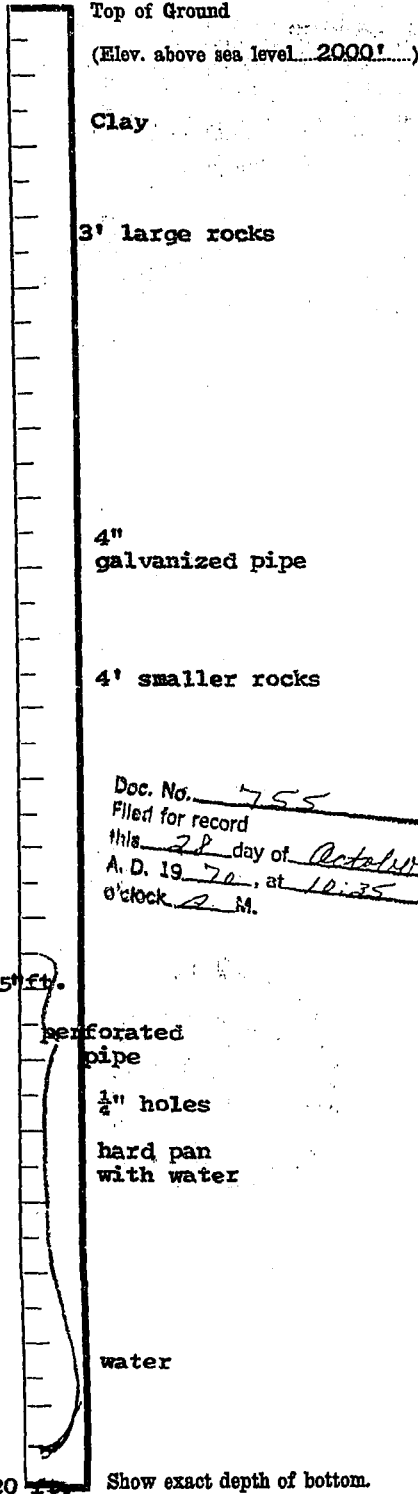 Top of Ground
(Elev. above sea level 2000')
Clay
3' large rocks
4"
galvanized pipe
4' smaller rocks
Doc. No. 755
Filed for record
this 28 day of October
A. D. 1970, at 10:35
o'clock A. M.
5' ft.
perforated
pipe
¼" holes
hard pan
with water
water
20 ft. Show exact depth of bottom.